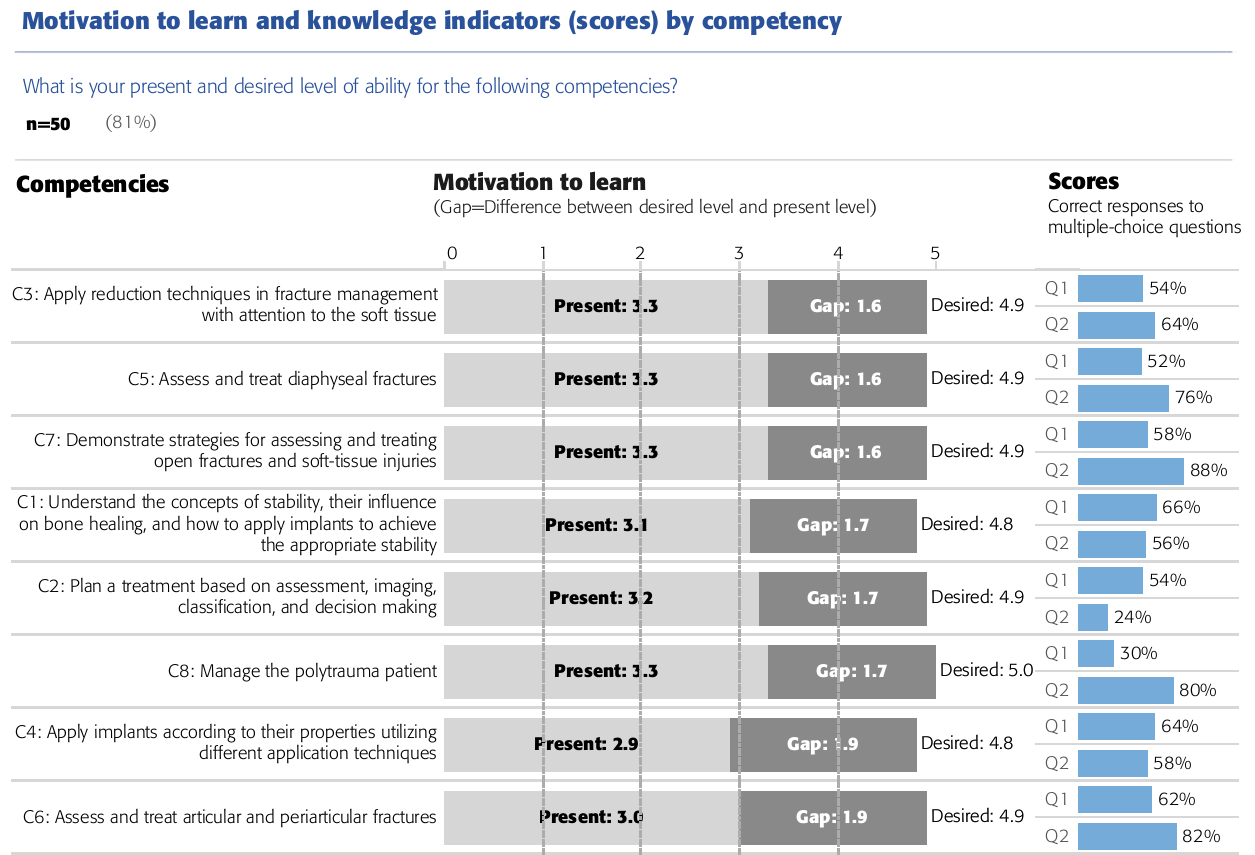 Motivation to learn and knowledge indicators (scores) by competency
What is your present and desired level of ability for the following competencies?
n=50 (81%)
Competencies
Motivation to learn
(Gap=Difference between desired level and present level)
Scores
Correct responses to
multiple-choice questions
0 1 2 3 4 5
C3: Apply reduction techniques in fracture management
with attention to the soft tissue
Present: 3.3 Gap: 1.6 Desired: 4.9
Q1 54%
Q2 64%
C5: Assess and treat diaphyseal fractures
Present: 3.3 Gap: 1.6 Desired: 4.9
Q1 52%
Q2 76%
C7: Demonstrate strategies for assessing and treating
open fractures and soft-tissue injuries
Present: 3.3 Gap: 1.6 Desired: 4.9
Q1 58%
Q2 88%
C1: Understand the concepts of stability, their influence
on bone healing, and how to apply implants to achieve
the appropriate stability
Present: 3.1 Gap: 1.7 Desired: 4.8
Q1 66%
Q2 56%
C2: Plan a treatment based on assessment, imaging,
classification, and decision making
Present: 3.2 Gap: 1.7 Desired: 4.9
Q1 54%
Q2 24%
C8: Manage the polytrauma patient
Present: 3.3 Gap: 1.7 Desired: 5.0
Q1 30%
Q2 80%
C4: Apply implants according to their properties utilizing
different application techniques
Present: 2.9 Gap: 1.9 Desired: 4.8
Q1 64%
Q2 58%
C6: Assess and treat articular and periarticular fractures
Present: 3.0 Gap: 1.9 Desired: 4.9
Q1 62%
Q2 82%